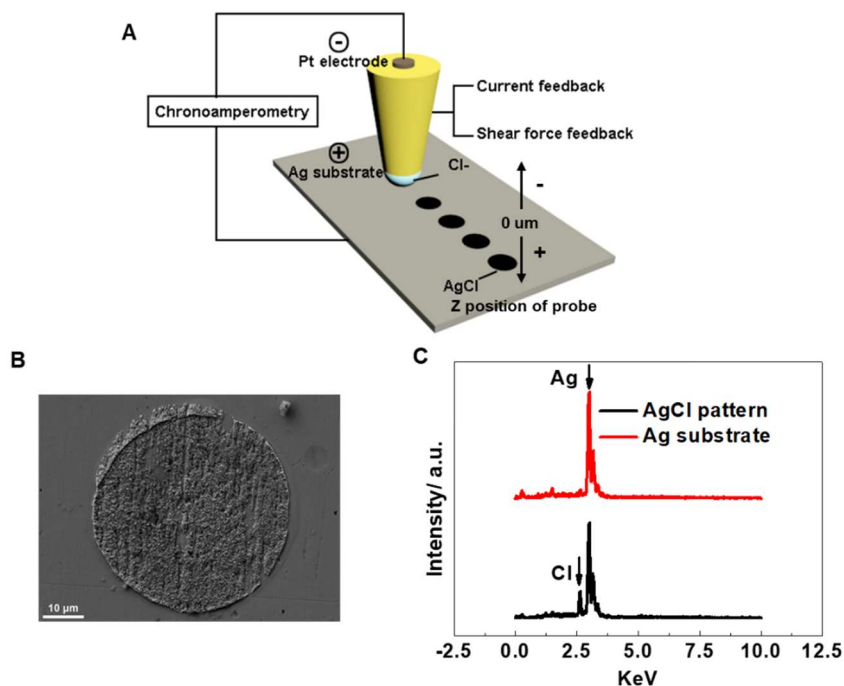 A
⊖
Pt electrode
Current feedback
Chronoamperometry
Shear force feedback
⊕
Ag substrate
Cl-
-
0 um
+
AgCl
Z position of probe
B
10 µm
C
Ag
AgCl pattern
Ag substrate
Cl
Intensity/ a.u.
-2.5 0.0 2.5 5.0 7.5 10.0 12.5
KeV